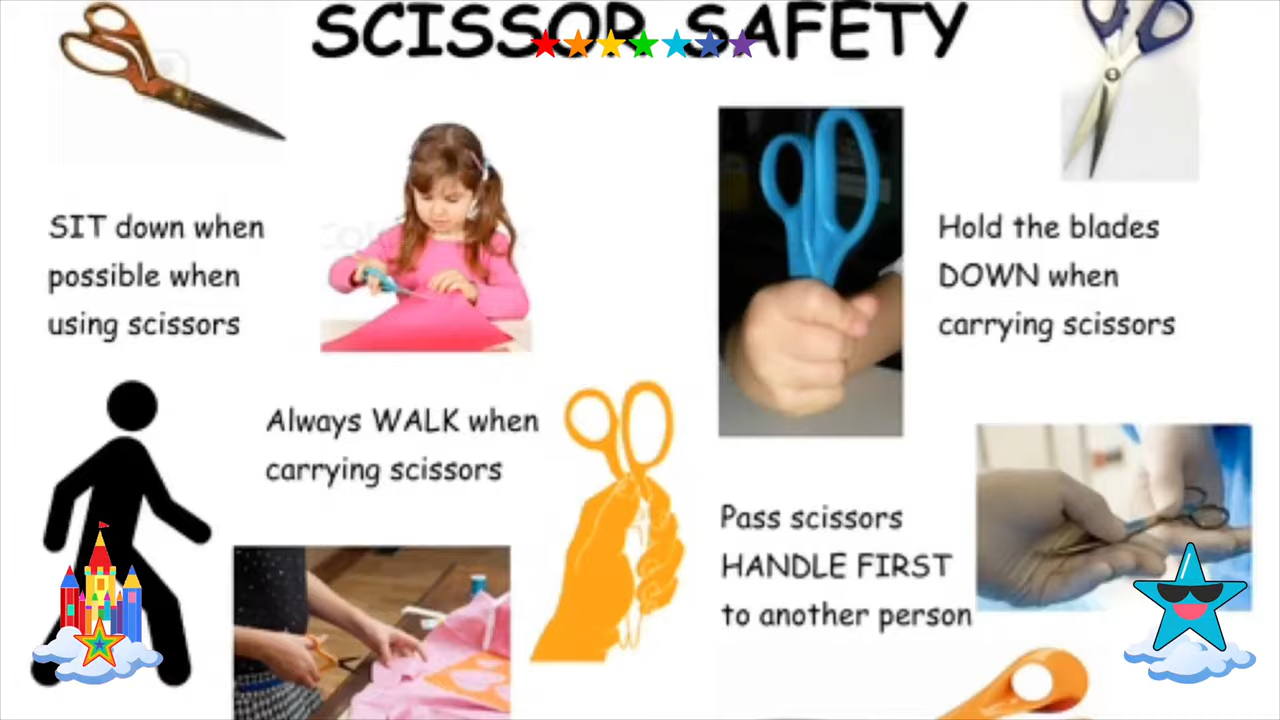 SCISSOR SAFETY
SIT down when
possible when
using scissors
Hold the blades
DOWN when
carrying scissors
Always WALK when
carrying scissors
Pass scissors
HANDLE FIRST
to another person